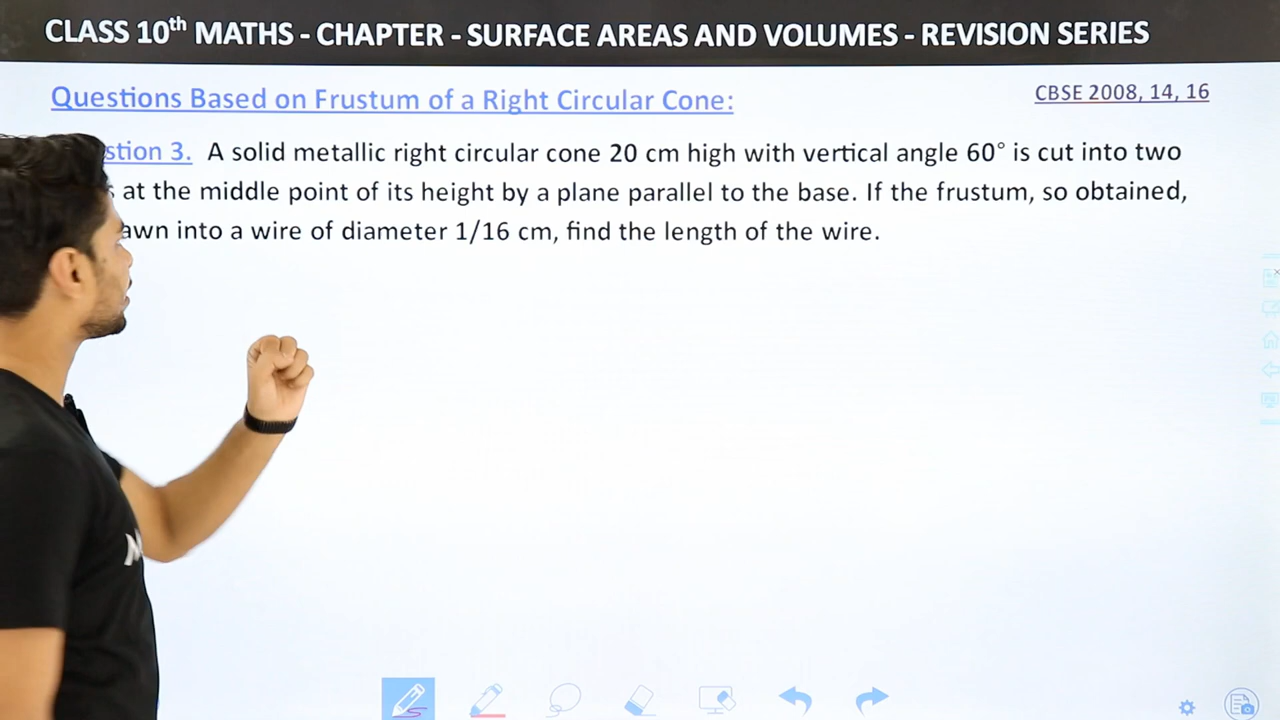 CLASS 10th MATHS - CHAPTER - SURFACE AREAS AND VOLUMES - REVISION SERIES
Questions Based on Frustum of a Right Circular Cone:
CBSE 2008, 14, 16
stion 3. A solid metallic right circular cone 20 cm high with vertical angle 60° is cut into two
at the middle point of its height by a plane parallel to the base. If the frustum, so obtained,
awn into a wire of diameter 1/16 cm, find the length of the wire.